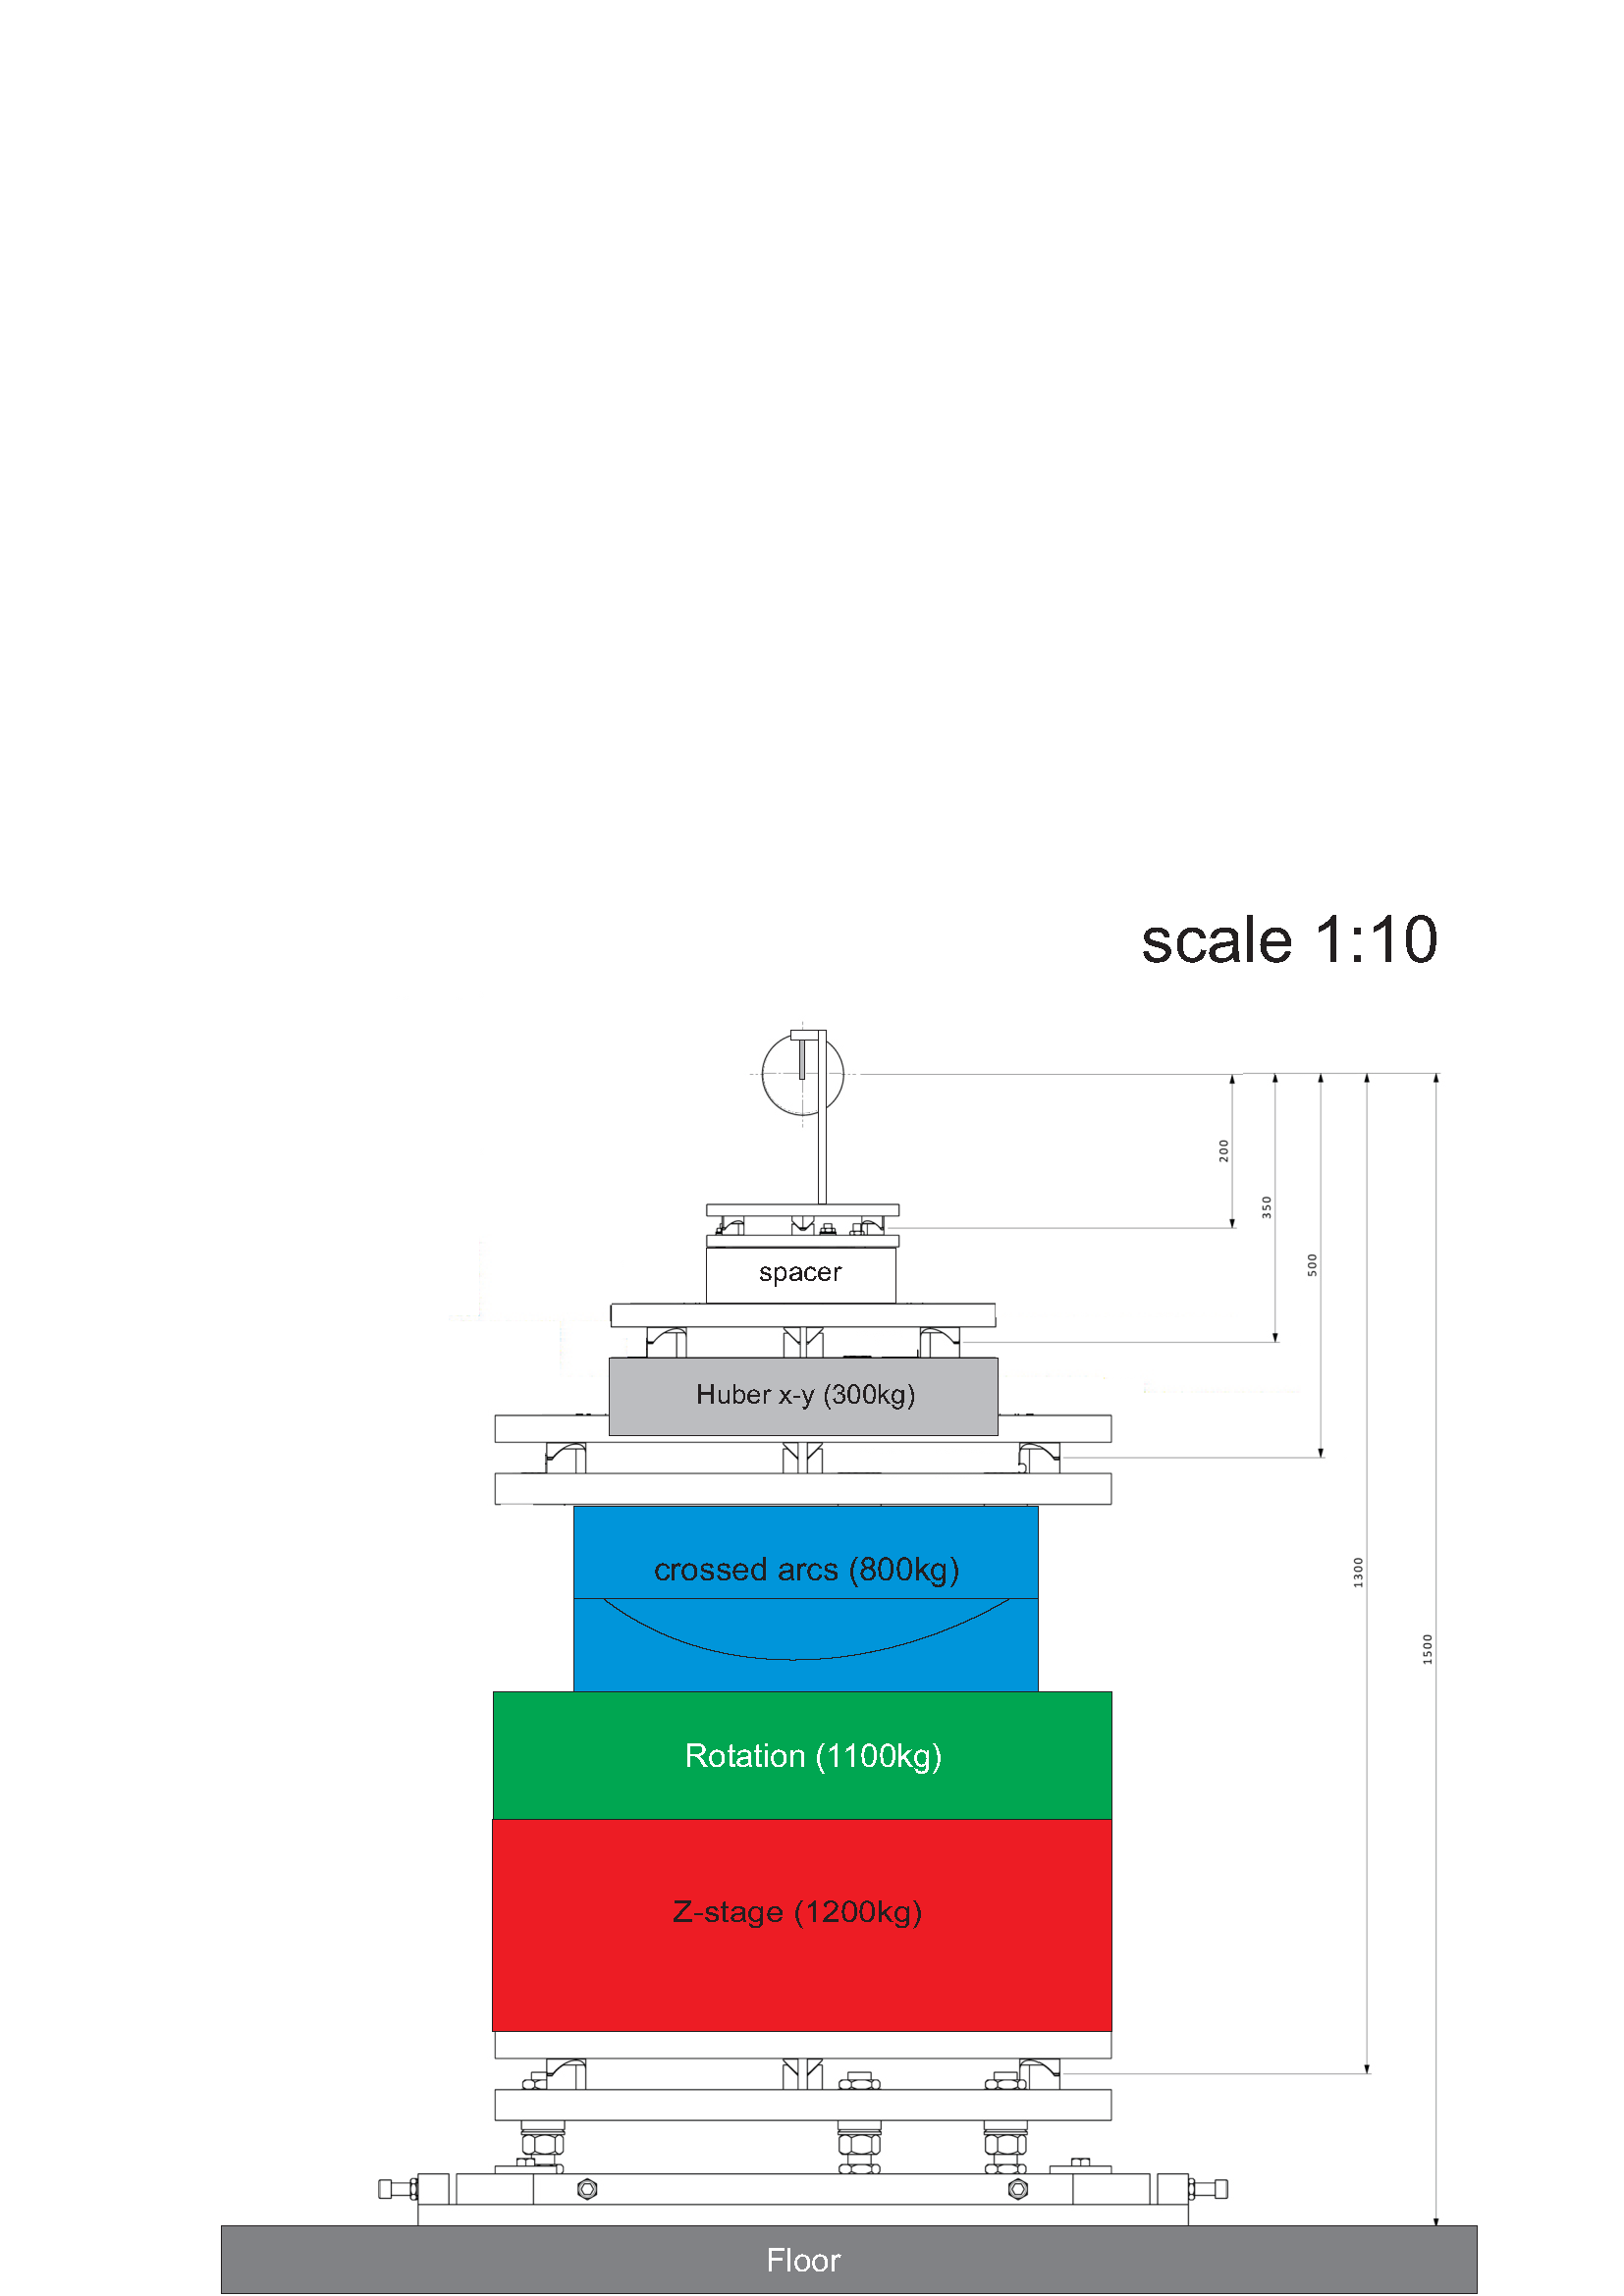 scale 1:10
200
350
spacer
500
Huber x-y (300kg)
crossed arcs (800kg)
1300
1500
Rotation (1100kg)
Z-stage (1200kg)
Floor